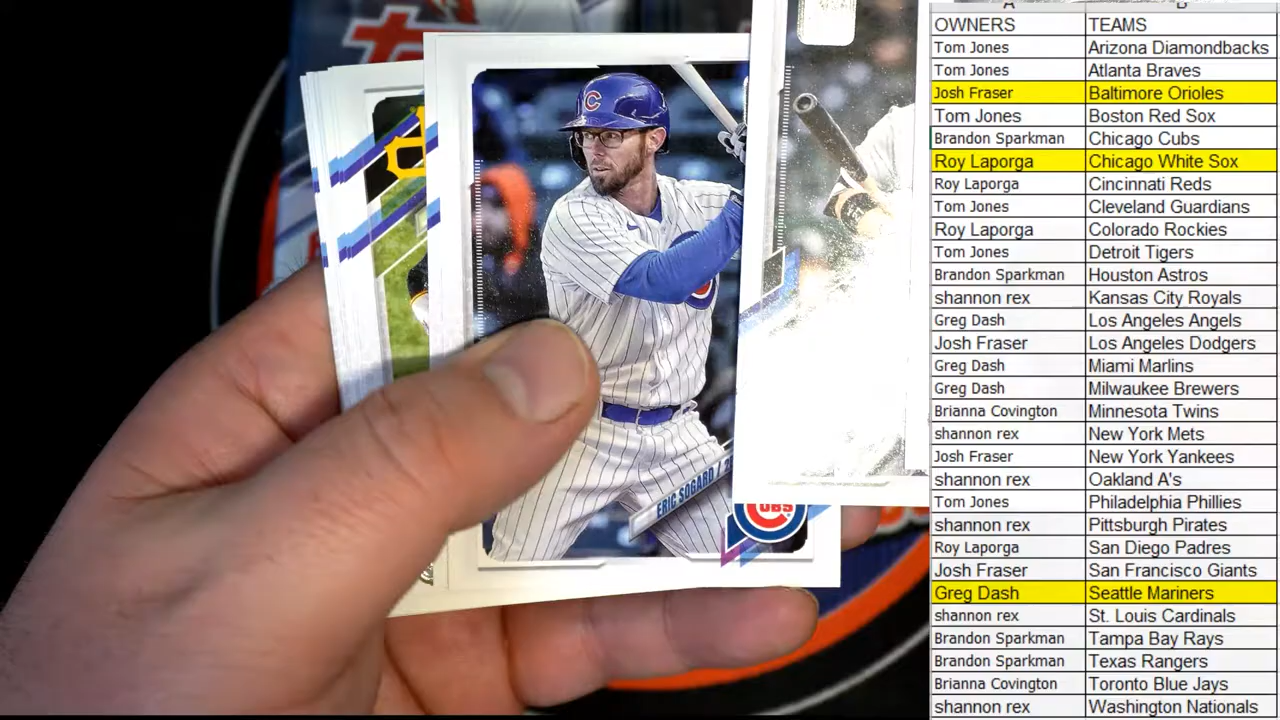 C
ERIC SOGARD /
CUBS
OWNERS TEAMS
Tom Jones Arizona Diamondbacks
Tom Jones Atlanta Braves
Josh Fraser Baltimore Orioles
Tom Jones Boston Red Sox
Brandon Sparkman Chicago Cubs
Roy Laporga Chicago White Sox
Roy Laporga Cincinnati Reds
Tom Jones Cleveland Guardians
Roy Laporga Colorado Rockies
Tom Jones Detroit Tigers
Brandon Sparkman Houston Astros
shannon rex Kansas City Royals
Greg Dash Los Angeles Angels
Josh Fraser Los Angeles Dodgers
Greg Dash Miami Marlins
Greg Dash Milwaukee Brewers
Brianna Covington Minnesota Twins
shannon rex New York Mets
Josh Fraser New York Yankees
shannon rex Oakland A's
Tom Jones Philadelphia Phillies
shannon rex Pittsburgh Pirates
Roy Laporga San Diego Padres
Josh Fraser San Francisco Giants
Greg Dash Seattle Mariners
shannon rex St. Louis Cardinals
Brandon Sparkman Tampa Bay Rays
Brandon Sparkman Texas Rangers
Brianna Covington Toronto Blue Jays
shannon rex Washington Nationals